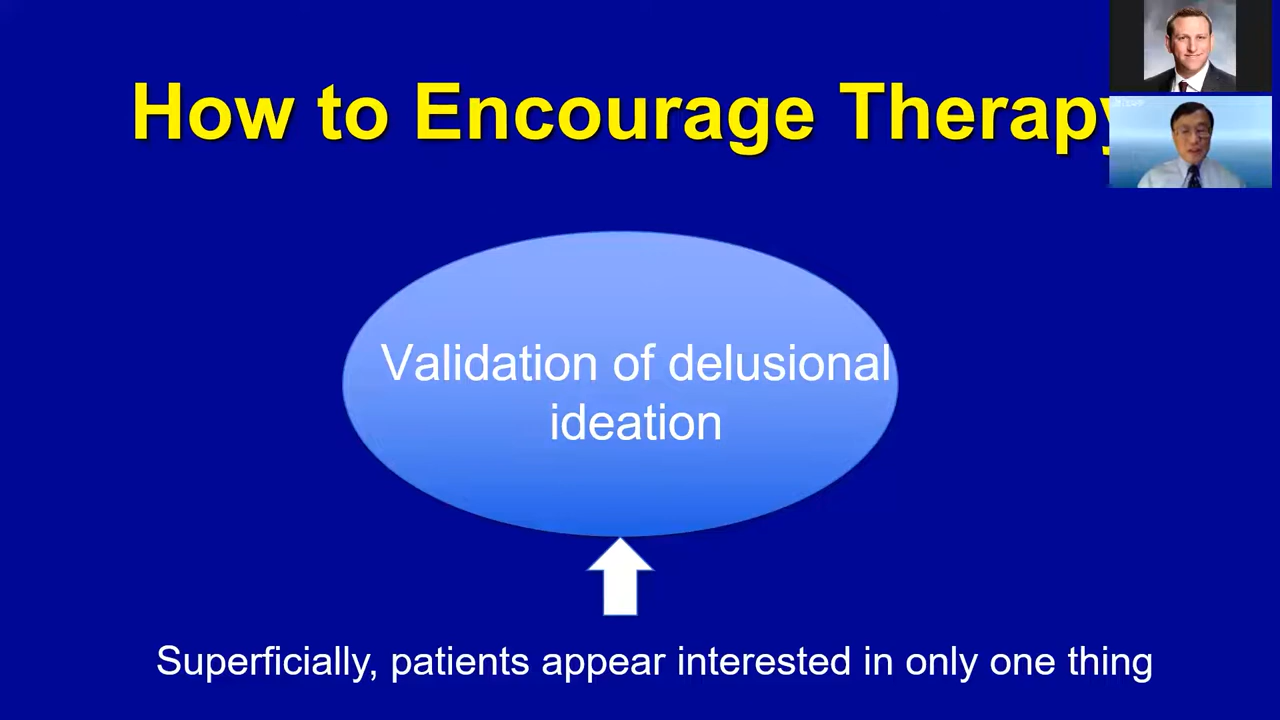 How to Encourage Therapy
Validation of delusional
ideation
Superficially, patients appear interested in only one thing